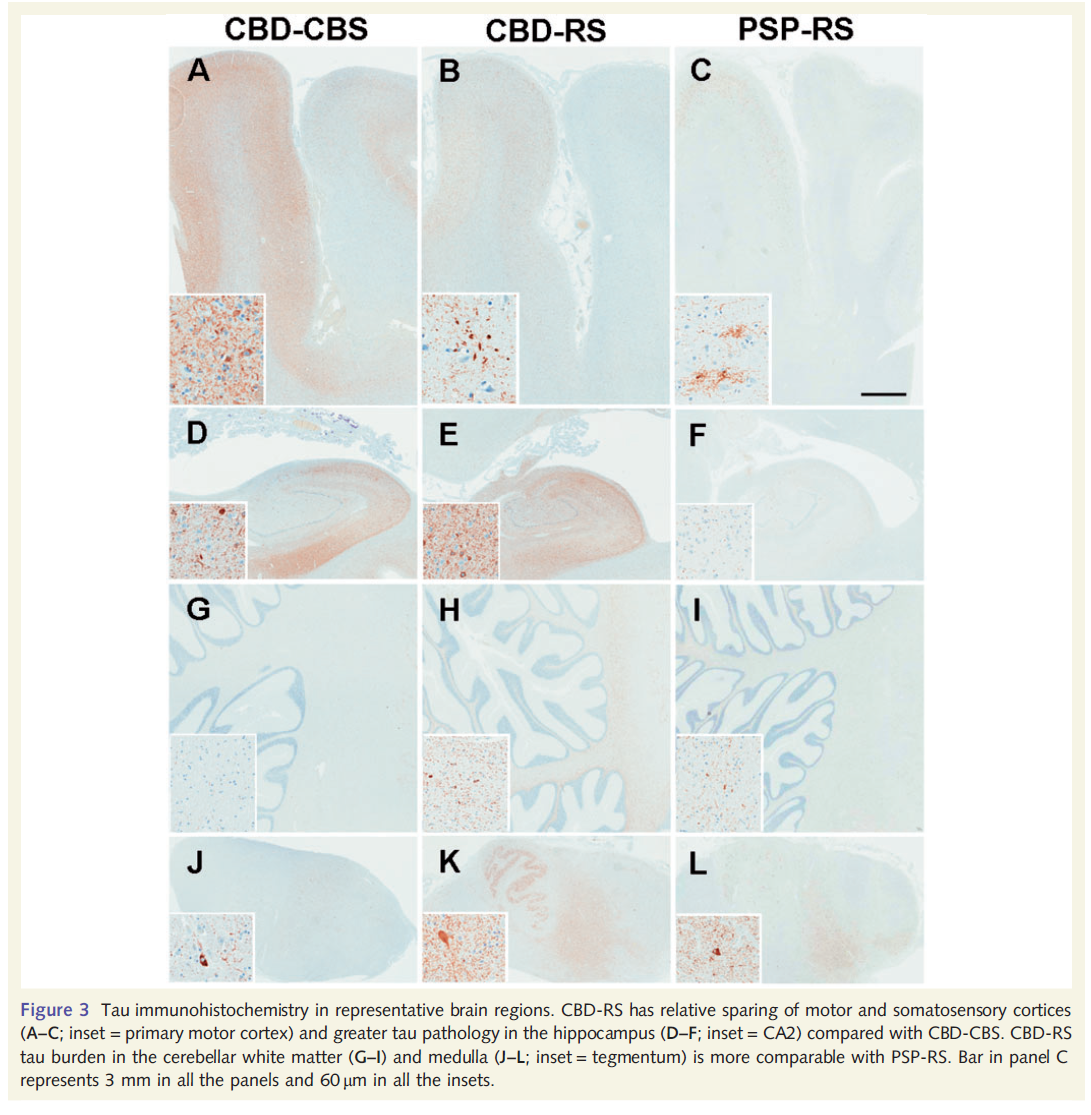 CBD-CBS CBD-RS PSP-RS
A B C
D E F
G H I
J K L
Figure 3 Tau immunohistochemistry in representative brain regions. CBD-RS has relative sparing of motor and somatosensory cortices
(A–C; inset = primary motor cortex) and greater tau pathology in the hippocampus (D–F; inset = CA2) compared with CBD-CBS. CBD-RS
tau burden in the cerebellar white matter (G–I) and medulla (J–L; inset = tegmentum) is more comparable with PSP-RS. Bar in panel C
represents 3 mm in all the panels and 60 μm in all the insets.